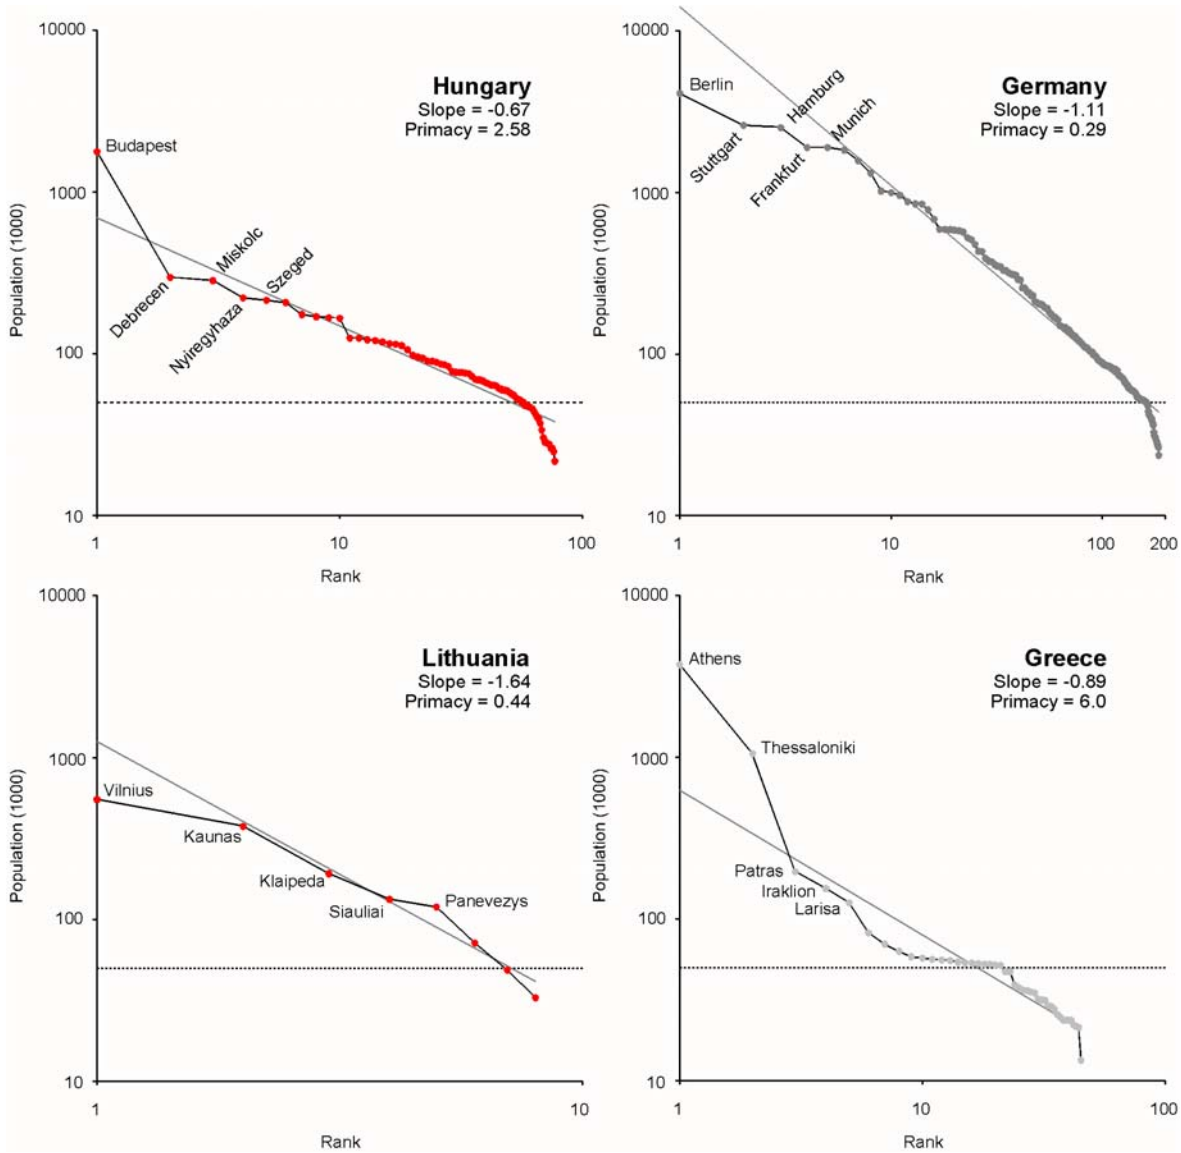 10000
1000
100
10
Population (1000)
Hungary
Slope = -0.67
Primacy = 2.58
Budapest
Debrecen
Miskolc
Nyiregyhaza
Szeged
1
10
100
Rank
10000
1000
100
10
Population (1000)
Germany
Slope = -1.11
Primacy = 0.29
Berlin
Stuttgart
Hamburg
Frankfurt
Munich
1
10
100
200
Rank
10000
1000
100
10
Population (1000)
Lithuania
Slope = -1.64
Primacy = 0.44
Vilnius
Kaunas
Klaipeda
Siauliai
Panevezys
1
10
Rank
10000
1000
100
10
Population (1000)
Greece
Slope = -0.89
Primacy = 6.0
Athens
Thessaloniki
Patras
Iraklion
Larisa
1
10
100
Rank